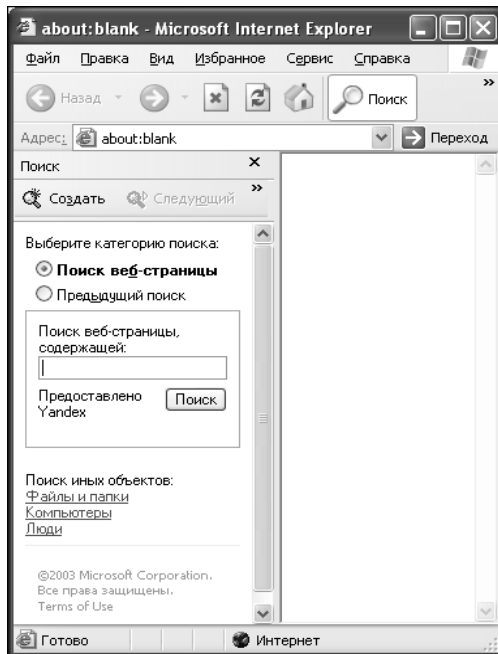 about:blank - Microsoft Internet Explorer
Файл Правка Вид Избранное Сервис Справка
Назад Поиск »
Адрес: about:blank Переход
Поиск
Создать Следующий »
Выберите категорию поиска:
Поиск веб-страницы
Предыдущий поиск
Поиск веб-страницы,
содержащей:
Предоставлено Поиск
Yandex
Поиск иных объектов:
Файлы и папки
Компьютеры
Люди
©2003 Microsoft Corporation.
Все права защищены.
Terms of Use
Готово Интернет